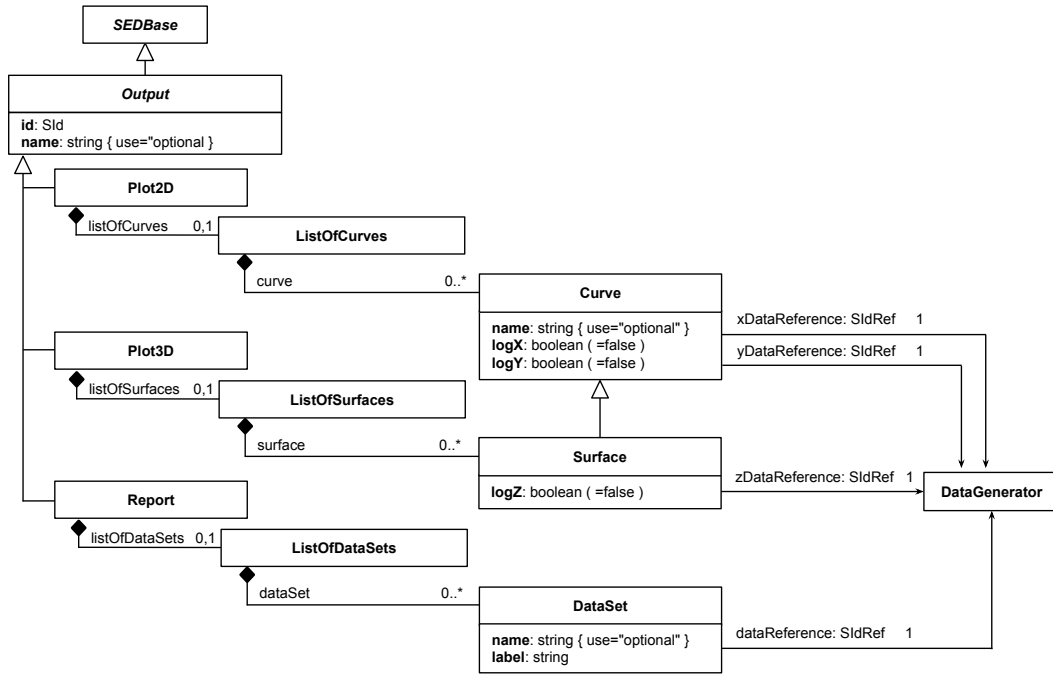 SEDBase
Output
id: SId
name: string { use="optional }
Plot2D
listOfCurves 0,1
ListOfCurves
curve 0..*
Curve
name: string { use="optional" }
logX: boolean ( =false )
logY: boolean ( =false )
xDataReference: SIdRef 1
yDataReference: SIdRef 1
Plot3D
listOfSurfaces 0,1
ListOfSurfaces
surface 0..*
Surface
logZ: boolean ( =false )
zDataReference: SIdRef 1
DataGenerator
Report
listOfDataSets 0,1
ListOfDataSets
dataSet 0..*
DataSet
name: string { use="optional" }
label: string
dataReference: SIdRef 1